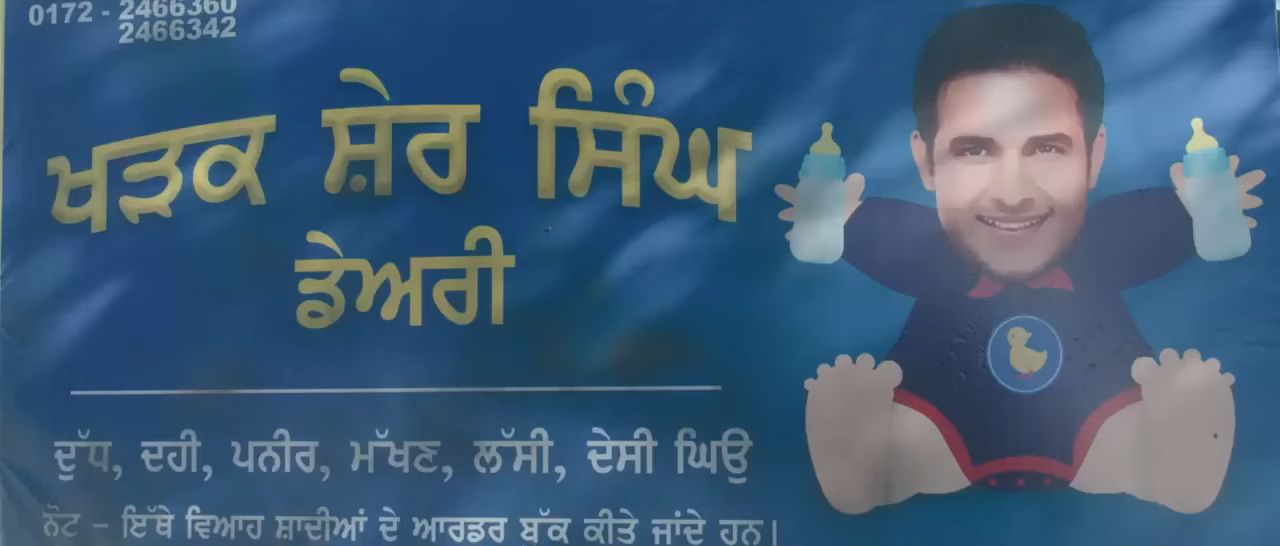 0172 - 2466360
2466342
ਖੜਕ ਸ਼ੇਰ ਸਿੰਘ
ਡੇਅਰੀ
ਦੁੱਧ, ਦਹੀ, ਪਨੀਰ, ਮੱਖਣ, ਲੱਸੀ, ਦੇਸੀ ਘਿਉ
ਨੋਟ - ਇੱਥੇ ਵਿਆਹ ਸ਼ਾਦੀਆਂ ਦੇ ਆਰਡਰ ਬੱਕ ਕੀਤੇ ਜਾਂਦੇ ਹਨ।